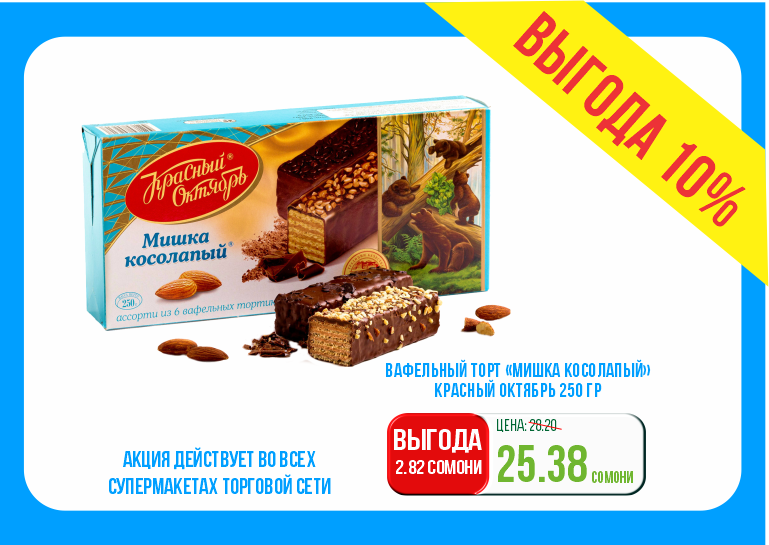 ВЫГОДА 10%
Красный
Октябрь
Мишка
косолапый
250 г
ассорти из 6 вафельных тортик
ВАФЕЛЬНЫЙ ТОРТ «МИШКА КОСОЛАПЫЙ»
КРАСНЫЙ ОКТЯБРЬ 250 ГР
ВЫГОДА
2.82 СОМОНИ
ЦЕНА: 28.20
25.38 СОМОНИ
АКЦИЯ ДЕЙСТВУЕТ ВО ВСЕХ
СУПЕРМАКЕТАХ ТОРГОВОЙ СЕТИ